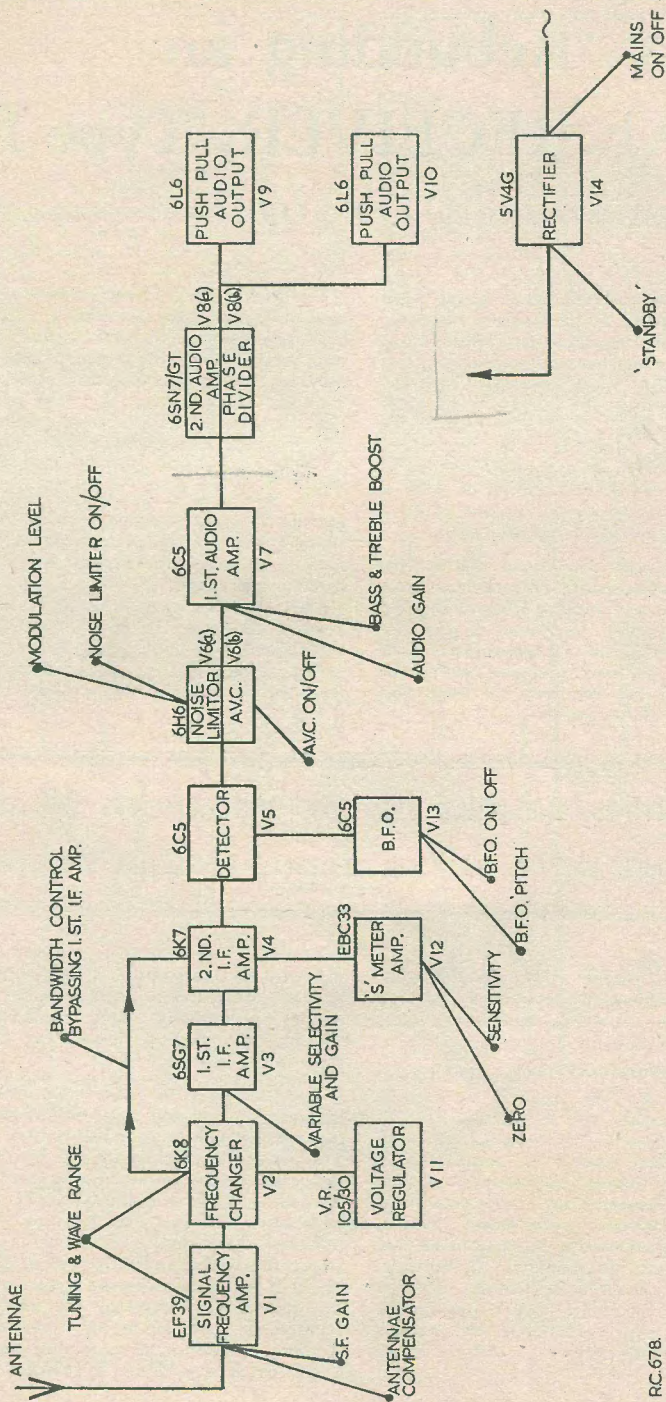 ANTENNAE
TUNING & WAVE RANGE
EF39
SIGNAL
FREQUENCY
AMP.
V1
S.F. GAIN
ANTENNAE
COMPENSATOR
BANDWIDTH CONTROL
BYPASSING 1.ST. I.F. AMP.
6K8
FREQUENCY
CHANGER
V2
V.R.
105/30
VOLTAGE
REGULATOR
V11
6SG7
1.ST.
I.F.
AMP.
V3
VARIABLE SELECTIVITY
AND GAIN
6K7
2.ND.
I.F.
AMP.
V4
EBC33
'S' METER
AMP.
V12
SENSITIVITY
ZERO
6C5
DETECTOR
V5
6C5
B.F.O.
V13
B.F.O. ON OFF
B.F.O. PITCH
MODULATION LEVEL
NOISE LIMITER ON/OFF
6H6
NOISE
LIMITOR
A.V.C.
V6(a)
V6(b)
A.V.C. ON/OFF
6C5
1.ST. AUDIO
AMP.
V7
BASS & TREBLE BOOST
AUDIO GAIN
6SN7/GT
2.ND. AUDIO
AMP.
PHASE
DIVIDER
V8(a)
V8(b)
6L6
PUSH PULL
AUDIO
OUTPUT
V9
6L6
PUSH PULL
AUDIO
OUTPUT
V10
5V4G
RECTIFIER
V14
'STANDBY'
MAINS
ON OFF
RC.678.